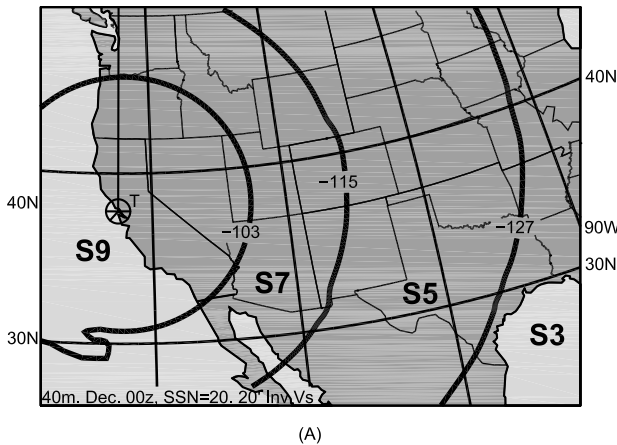 40N
-115
T
40N
-103
-127
90W
S9
30N
S7
S5
30N
S3
40m. Dec. 00z, SSN=20. 20' Inv Vs
(A)